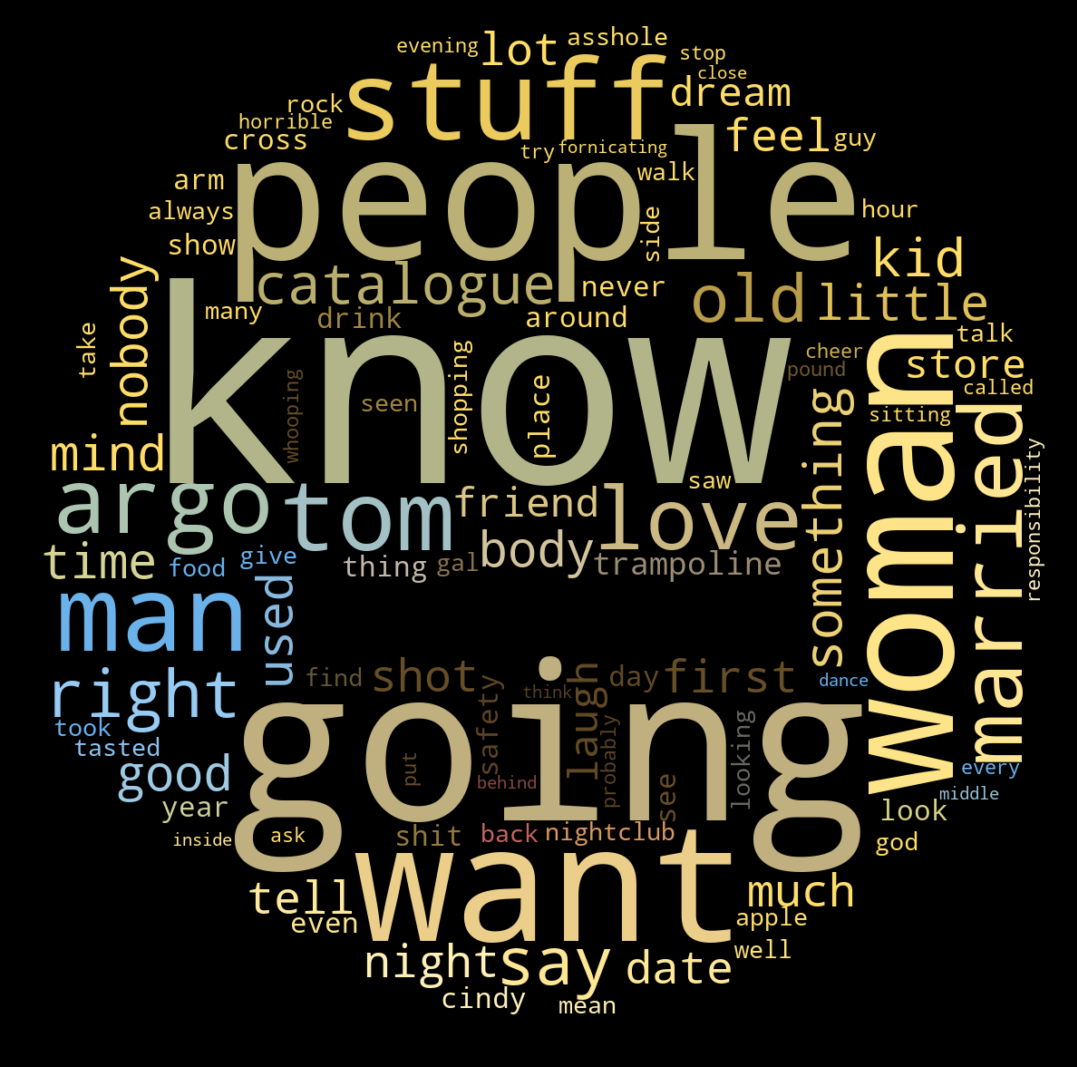 evening
lot
asshole
stop
close
stuff
dream
rock
horrible
cross
try
fornicating
feel
guy
people
walk
arm
always
show
side
hour
kid
nobody
catalogue
never
old
little
many
drink
around
take
know
talk
cheer
pound
store
called
whooping
seen
shopping
place
something
sitting
woman
married
responsibility
mind
saw
argo
tom
friend
love
time
food
give
thing
gal
body
trampoline
man
used
right
find
shot
safety
think
laugh
day
first
dance
took
tasted
going
put
behind
probably
see
looking
every
middle
good
year
look
inside
ask
shit
back
nightclub
god
want
tell
even
much
apple
well
night
say
date
cindy
mean